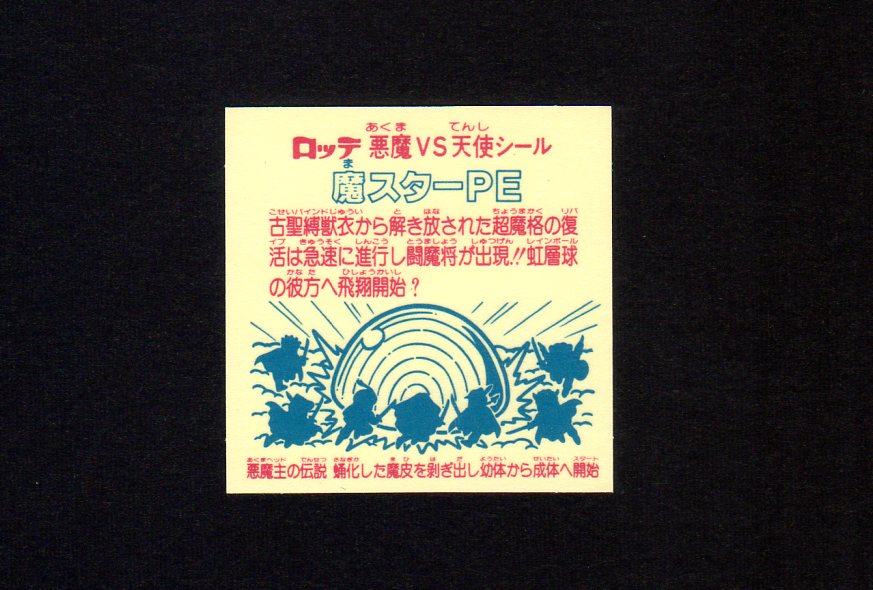 あくま てんし
ロッテ 悪魔VS天使シール
ま
魔スターPE
こせいバインドじゅうい と はな ちょうまかく リバ
古聖縛獣衣から解き放された超魔格の復
イブ きゅうそく しんこう とうましょう しゅつげん レインボール
活は急速に進行し闘魔将が出現!!虹層球
かなた ひしょうかいし
の彼方へ飛翔開始?
あくまヘッド でんせつ さなぎか まひ は だ ようたい せいたい スタート
悪魔主の伝説 蛹化した魔皮を剥ぎ出し幼体から成体へ開始